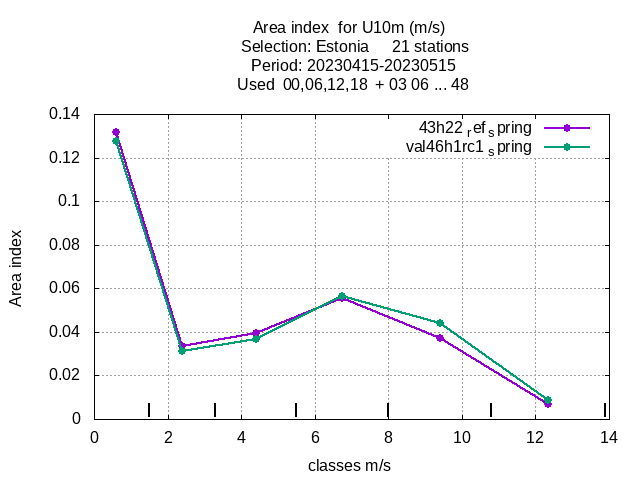 Area index  for U10m (m/s)
Selection: Estonia     21 stations
Period: 20230415-20230515
Used  00,06,12,18  + 03 06 ... 48
43h22_ref_spring
val46h1rc1_spring
0.14
0.12
0.1
0.08
0.06
0.04
0.02
0
Area index
0 2 4 6 8 10 12 14
classes m/s